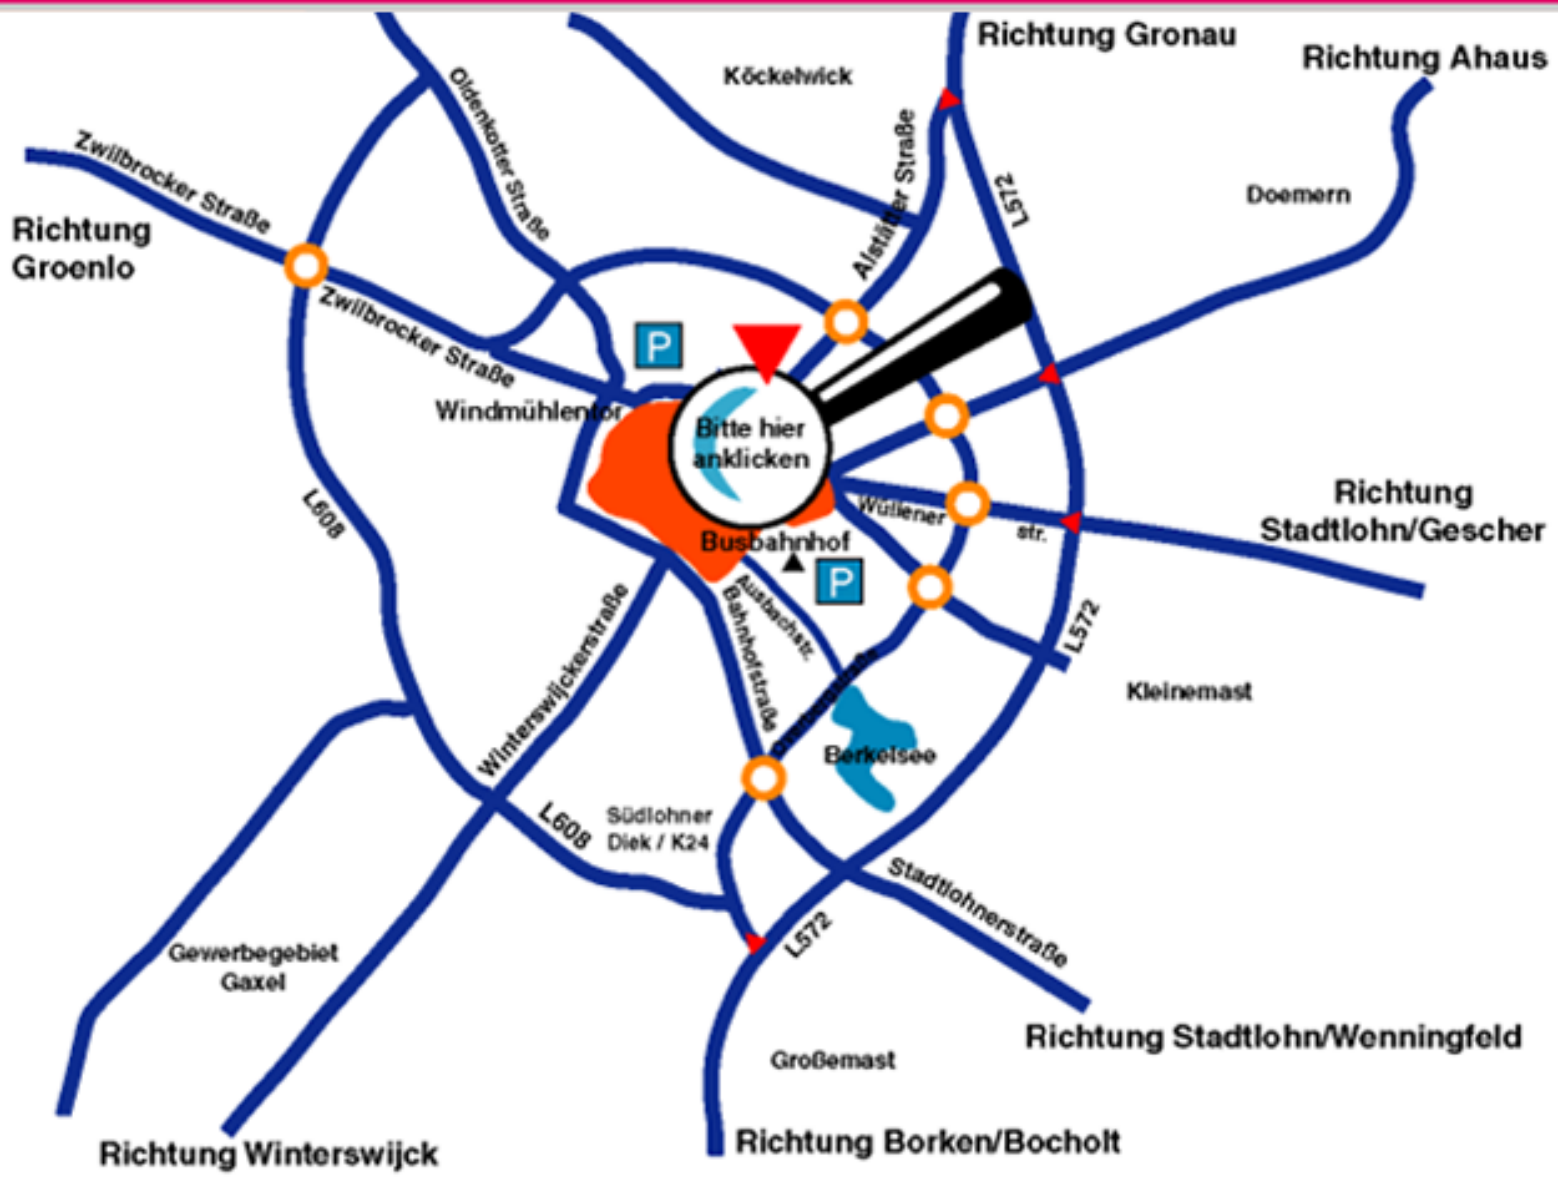 Richtung Gronau
Richtung Ahaus
Köckelwick
Oldenkotter Straße
Alstätter Straße
Zwilbrocker Straße
L572
Doemern
Richtung
Groenlo
Zwilbrocker Straße
P
Windmühlentor
Bitte hier
anklicken
L608
Wüllener
str.
Richtung
Stadtlohn/Gescher
Busbahnhof
P
Ausbachstr.
Bahnhofstraße
Winterswijckerstraße
L572
Kleinemast
Berkelsee
L608
Südlohner
Diek / K24
Stadtlohnerstraße
L572
Gewerbegebiet
Gaxel
Richtung Stadtlohn/Wenningfeld
Großemast
Richtung Winterswijck
Richtung Borken/Bocholt